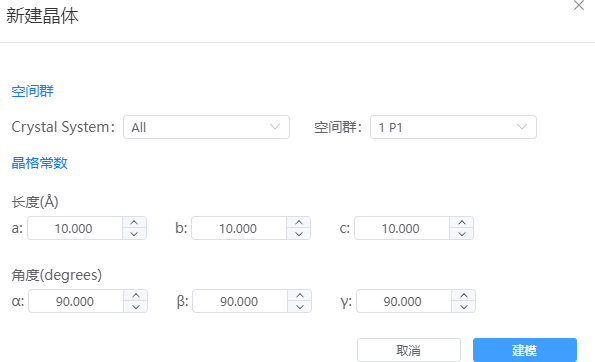 新建晶体
空间群
Crystal System: All 空间群: 1 P1
晶格常数
长度(Å)
a: 10.000 b: 10.000 c: 10.000
角度(degrees)
α: 90.000 β: 90.000 γ: 90.000
取消 建模